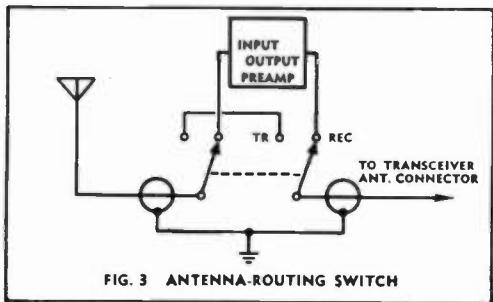 INPUT
OUTPUT
PREAMP
TR
REC
TO TRANSCEIVER
ANT. CONNECTOR
FIG. 3 ANTENNA-ROUTING SWITCH